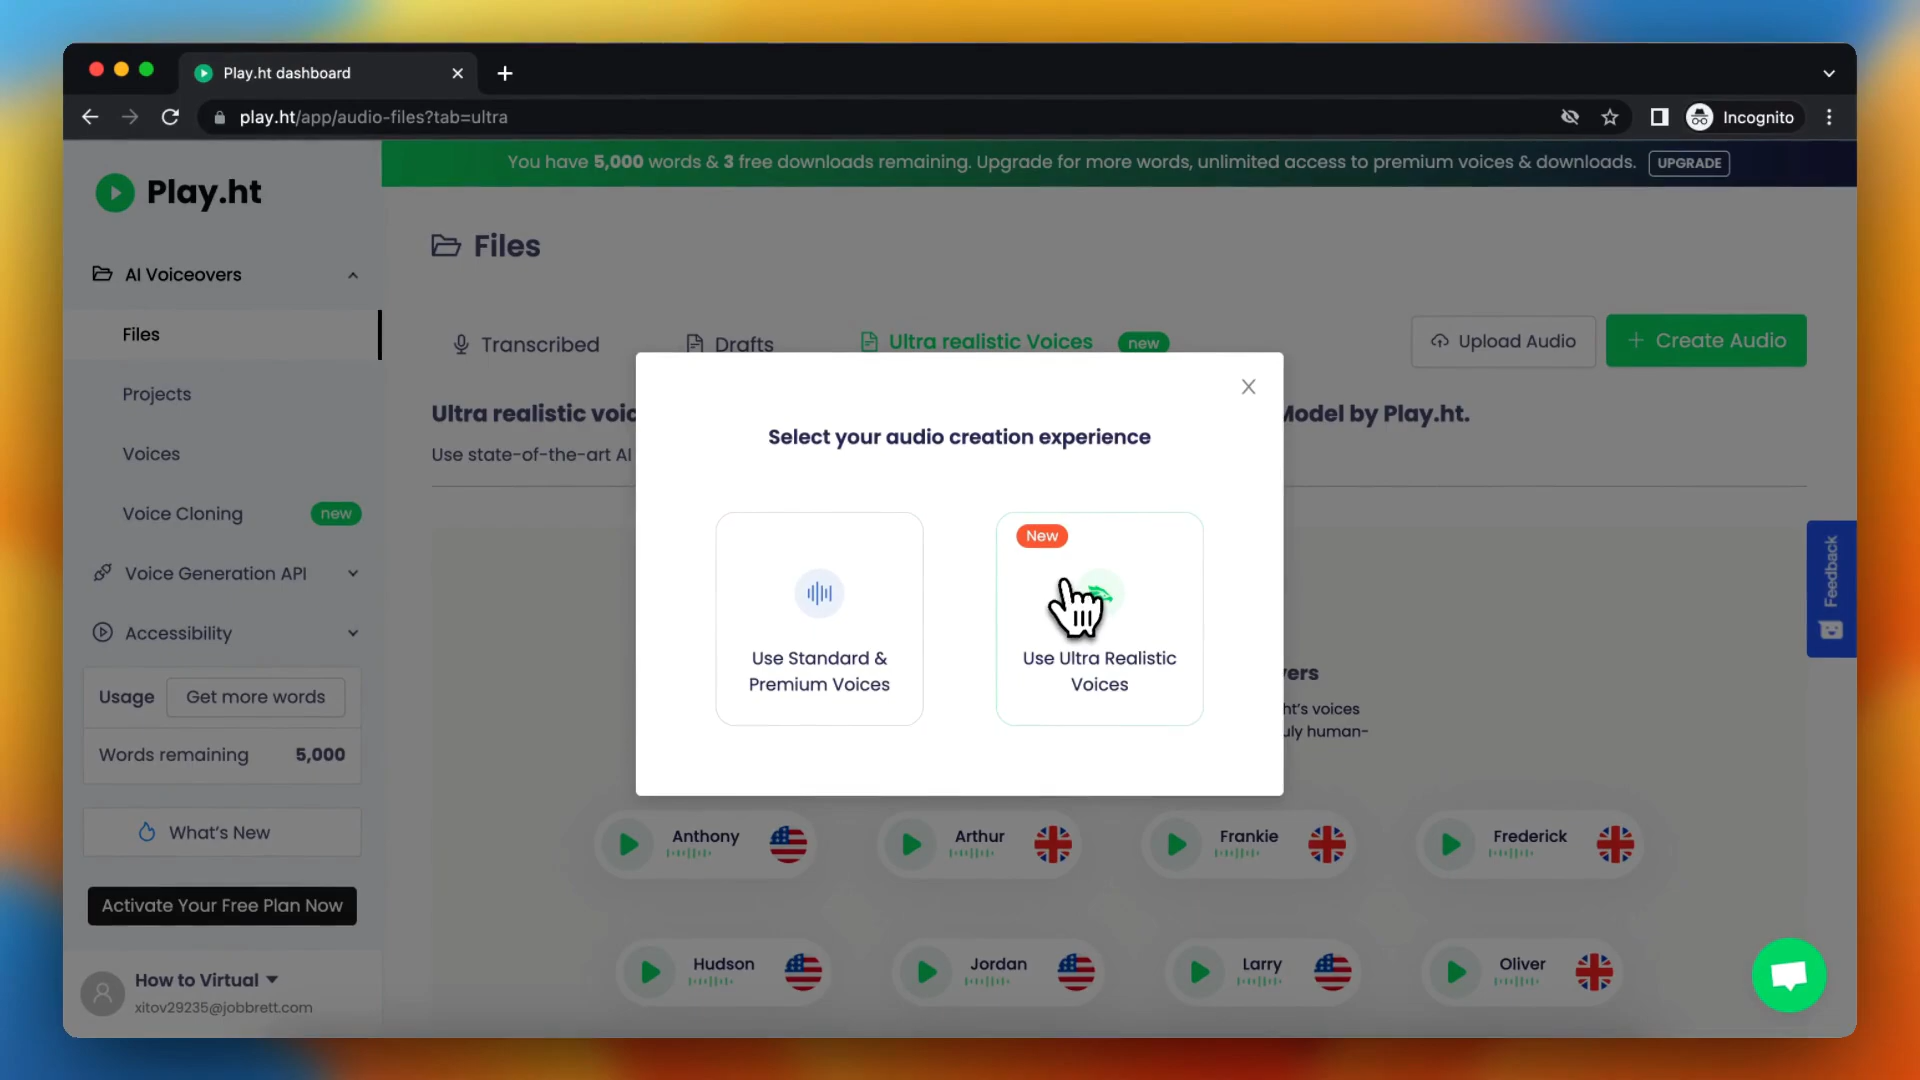 Play.ht dashboard
play.ht/app/audio-files?tab=ultra
Incognito
You have 5,000 words & 3 free downloads remaining. Upgrade for more words, unlimited access to premium voices & downloads.
UPGRADE
Play.ht
AI Voiceovers
Files
Projects
Voices
Voice Cloning
new
Voice Generation API
Accessibility
Usage
Get more words
Words remaining
5,000
What's New
Activate Your Free Plan Now
How to Virtual
xitov29235@jobbrett.com
Files
Transcribed
Drafts
Ultra realistic Voices
new
Upload Audio
+ Create Audio
Ultra realistic
Model by Play.ht.
Use state-of-the-art AI
Select your audio creation experience
Use Standard &
Premium Voices
New
Use Ultra Realistic
Voices
ht's voices
Anthony
Arthur
Frankie
Frederick
Hudson
Jordan
Larry
Oliver
Feedback